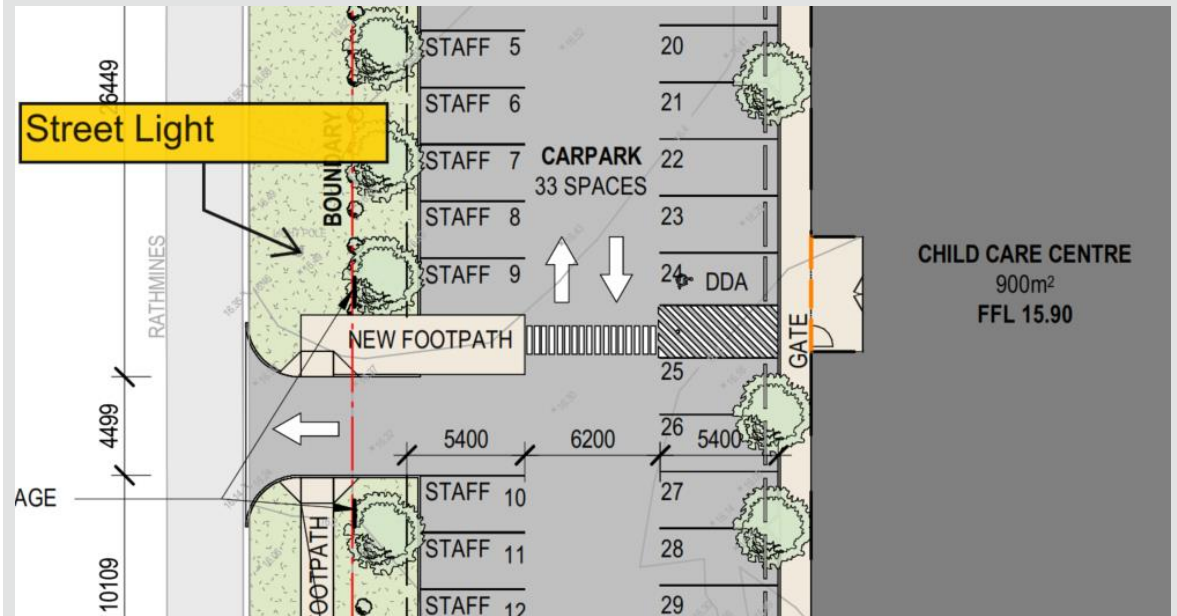 26449
Street Light
BOUNDARY
STAFF 5
STAFF 6
STAFF 7
STAFF 8
STAFF 9
CARPARK
33 SPACES
20
21
22
23
24
DDA
CHILD CARE CENTRE
900m²
FFL 15.90
RATHMINES
NEW FOOTPATH
GATE
25
26
4499
5400
6200
5400
AGE
STAFF 10
STAFF 11
STAFF 12
27
28
29
OOTPATH
10109